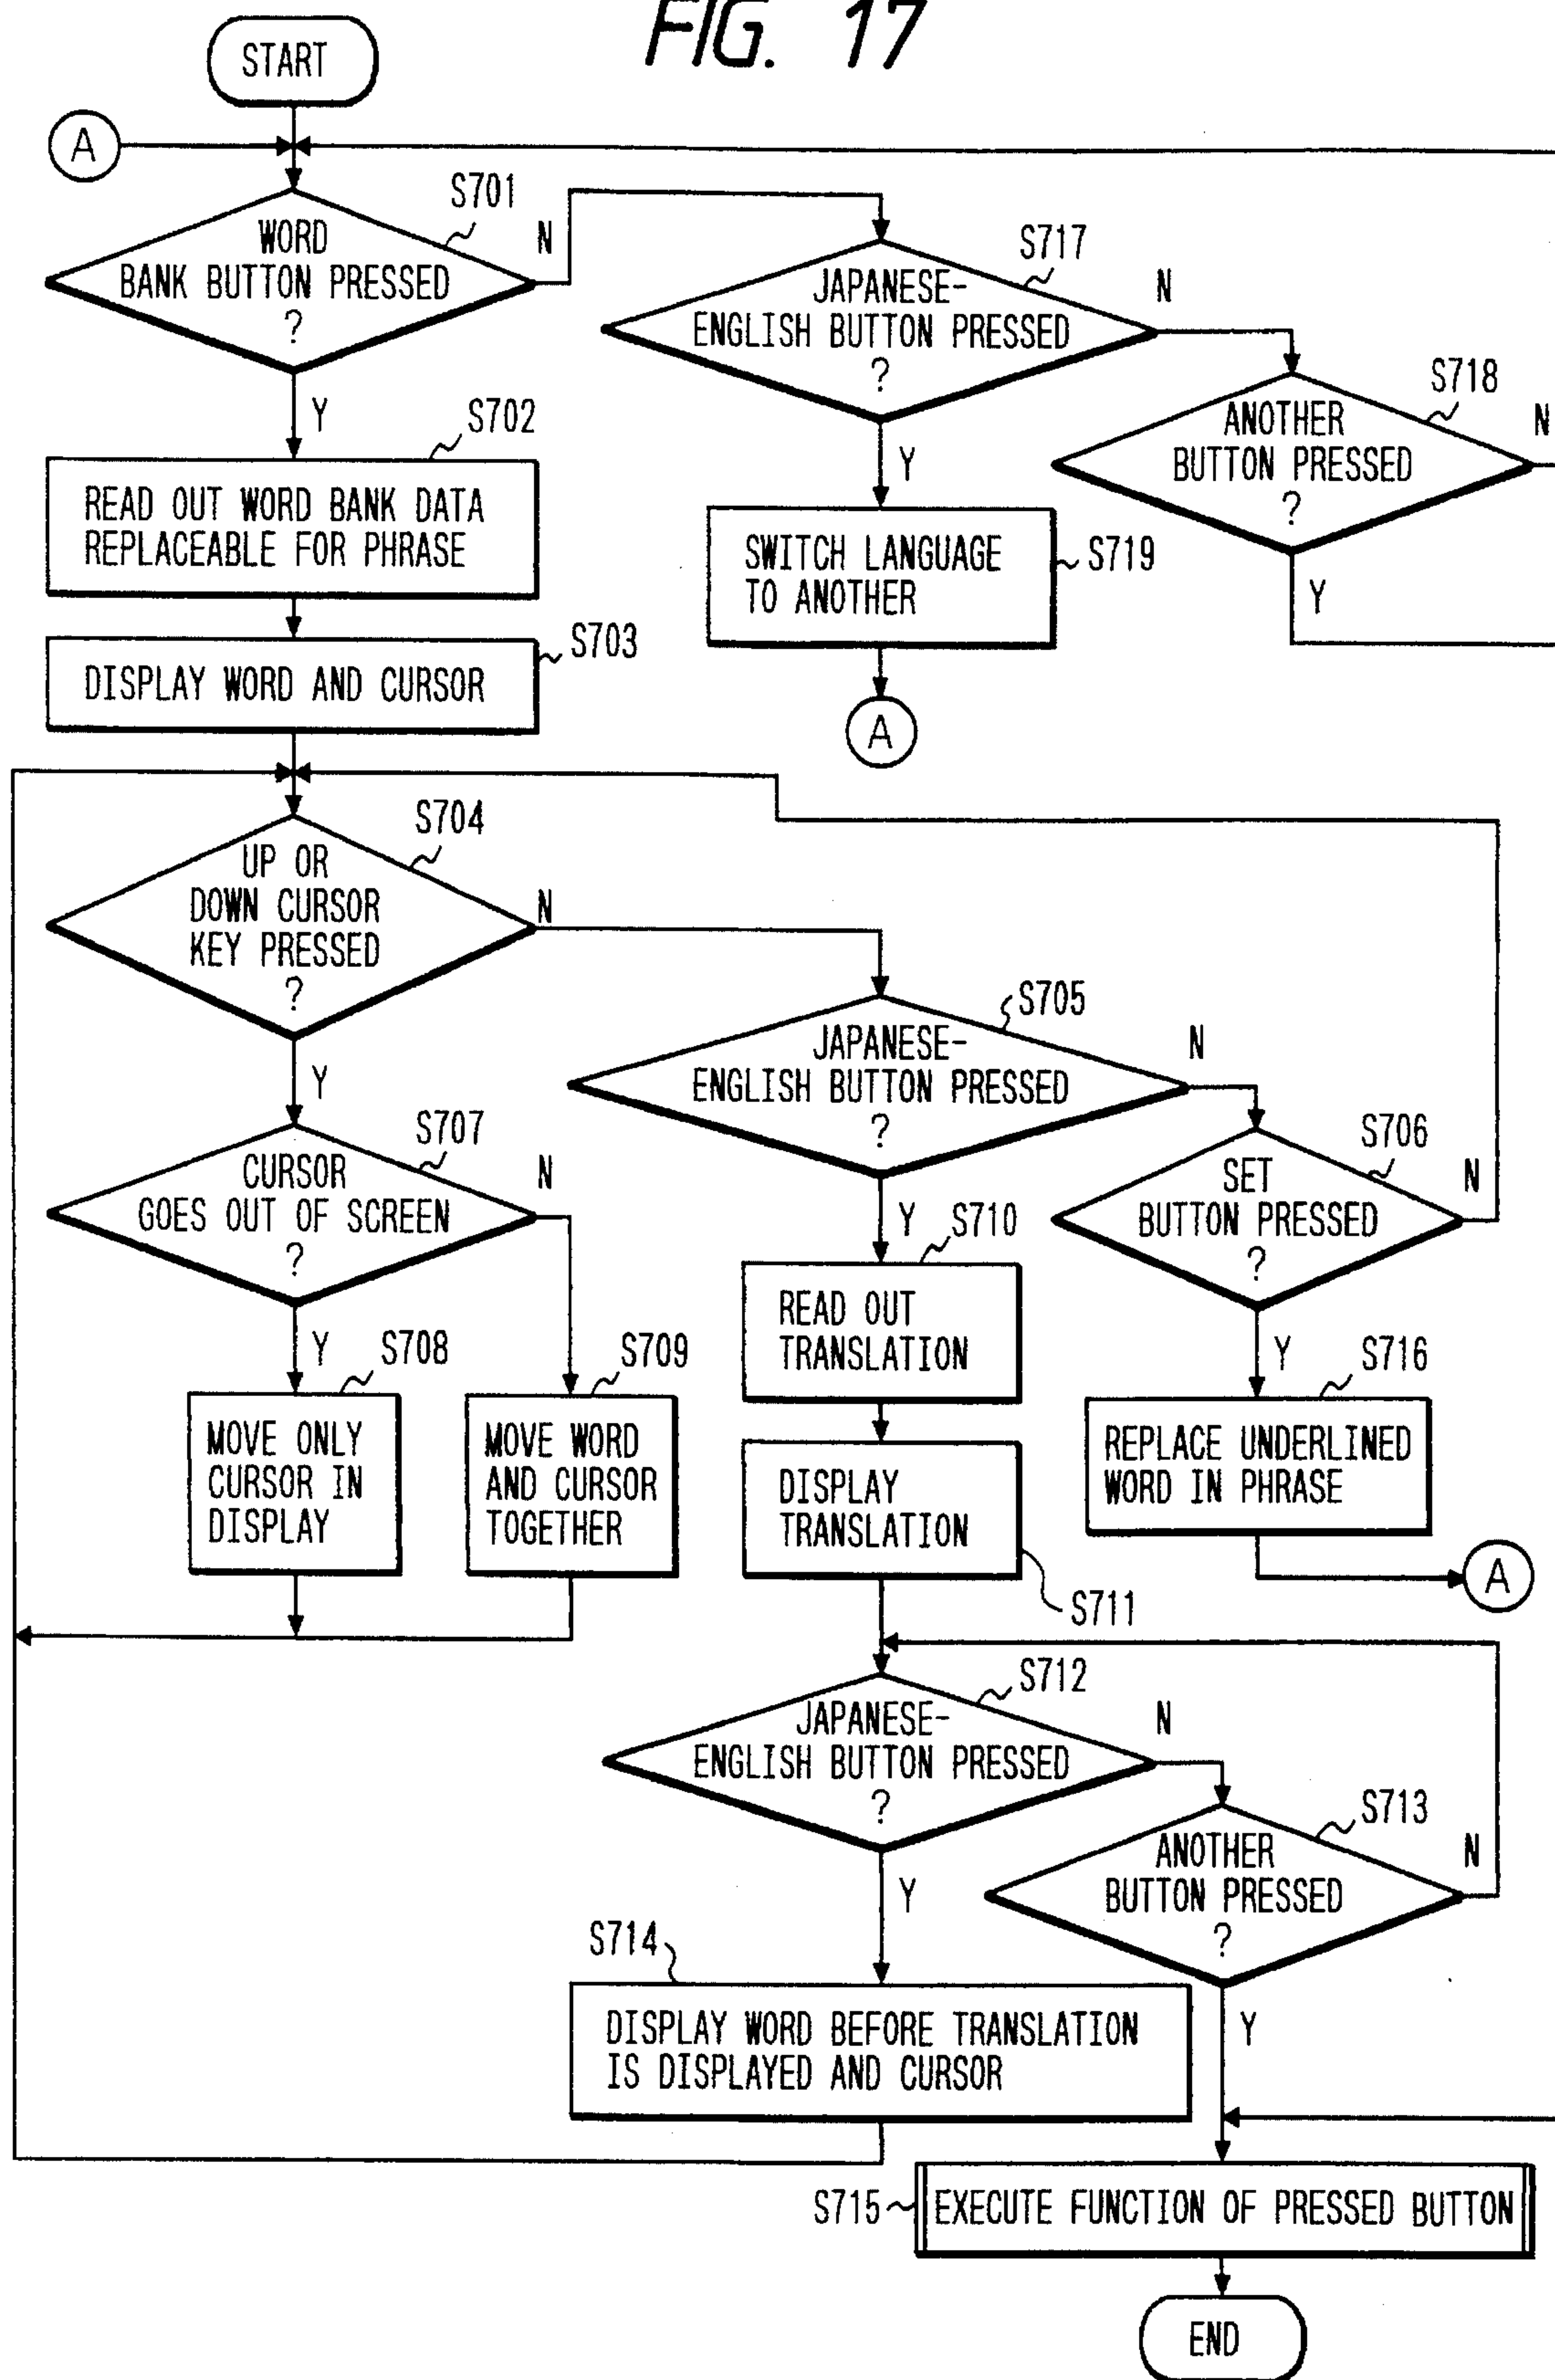 FIG. 17
START
A
S701
WORD
BANK BUTTON PRESSED
?
N
Y
S717
JAPANESE-
ENGLISH BUTTON PRESSED
?
N
Y
S718
ANOTHER
BUTTON PRESSED
?
N
Y
S702
READ OUT WORD BANK DATA
REPLACEABLE FOR PHRASE
S719
SWITCH LANGUAGE
TO ANOTHER
A
S703
DISPLAY WORD AND CURSOR
S704
UP OR
DOWN CURSOR
KEY PRESSED
?
N
Y
S705
JAPANESE-
ENGLISH BUTTON PRESSED
?
N
Y
S706
SET
BUTTON PRESSED
?
N
Y
S707
CURSOR
GOES OUT OF SCREEN
?
N
Y
S708
MOVE ONLY
CURSOR IN
DISPLAY
S709
MOVE WORD
AND CURSOR
TOGETHER
S710
READ OUT
TRANSLATION
DISPLAY
TRANSLATION
S711
S716
REPLACE UNDERLINED
WORD IN PHRASE
A
S712
JAPANESE-
ENGLISH BUTTON PRESSED
?
N
Y
S713
ANOTHER
BUTTON PRESSED
?
N
Y
S714
DISPLAY WORD BEFORE TRANSLATION
IS DISPLAYED AND CURSOR
S715
EXECUTE FUNCTION OF PRESSED BUTTON
END